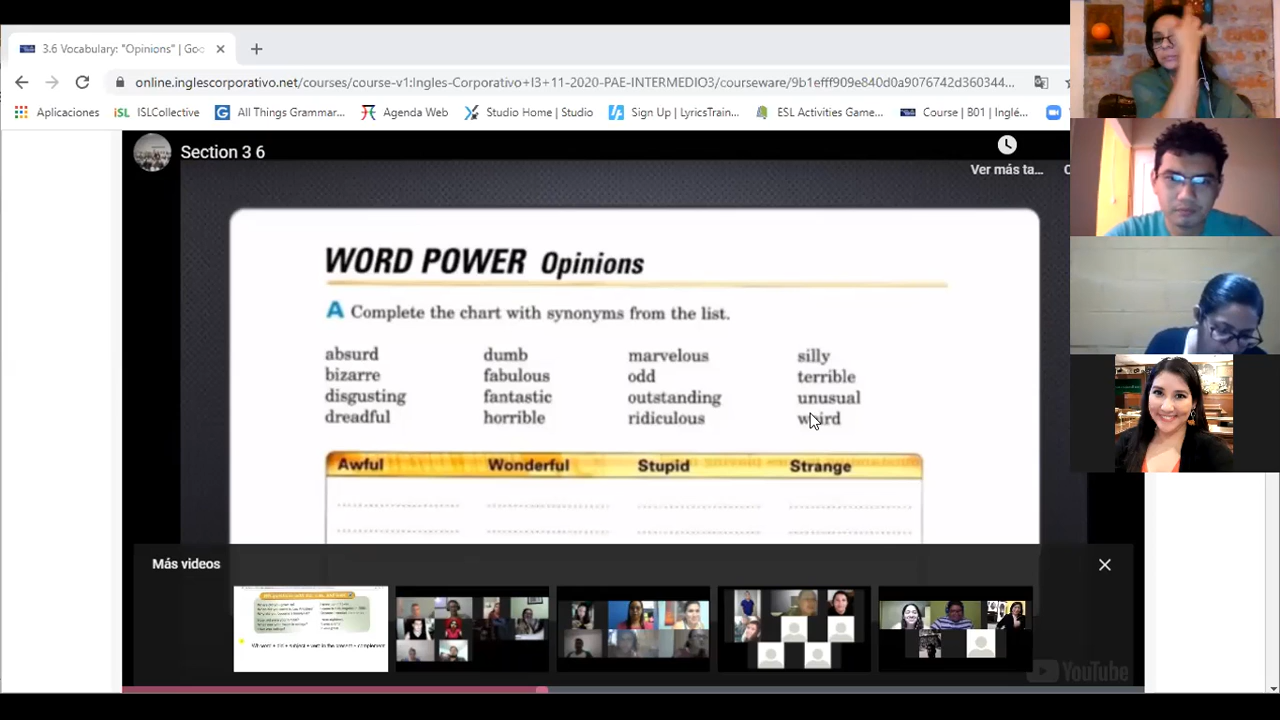 3.6 Vocabulary: "Opinions" | Goo
online.inglescorporativo.net/courses/course-v1:Ingles-Corporativo+I3+11-2020-PAE-INTERMEDIO3/courseware/9b1efff909e840d0a9076742d360344...
Aplicaciones iSL ISLCollective G All Things Grammar... Agenda Web Studio Home | Studio Sign Up | LyricsTrain... ESL Activities Game... Course | B01 | Inglé...
Section 3 6
Ver más ta...
WORD POWER Opinions
A Complete the chart with synonyms from the list.
absurd dumb marvelous silly
bizarre fabulous odd terrible
disgusting fantastic outstanding unusual
dreadful horrible ridiculous weird
Awful Wonderful Stupid Strange
Más videos
YouTube